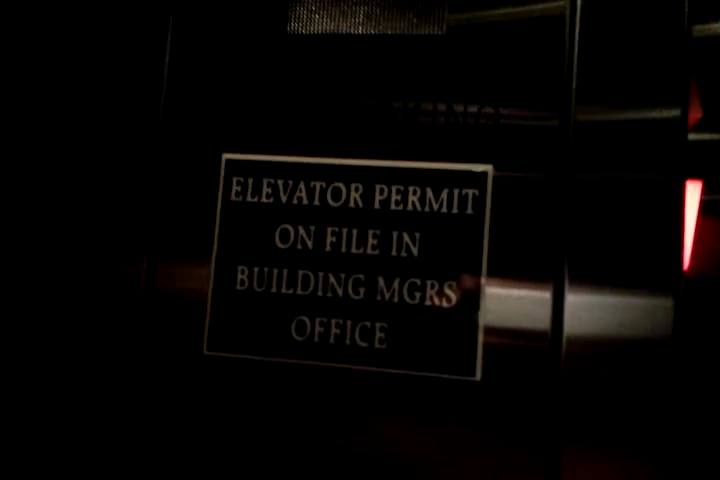 ELEVATOR PERMIT
ON FILE IN
BUILDING MGRS
OFFICE